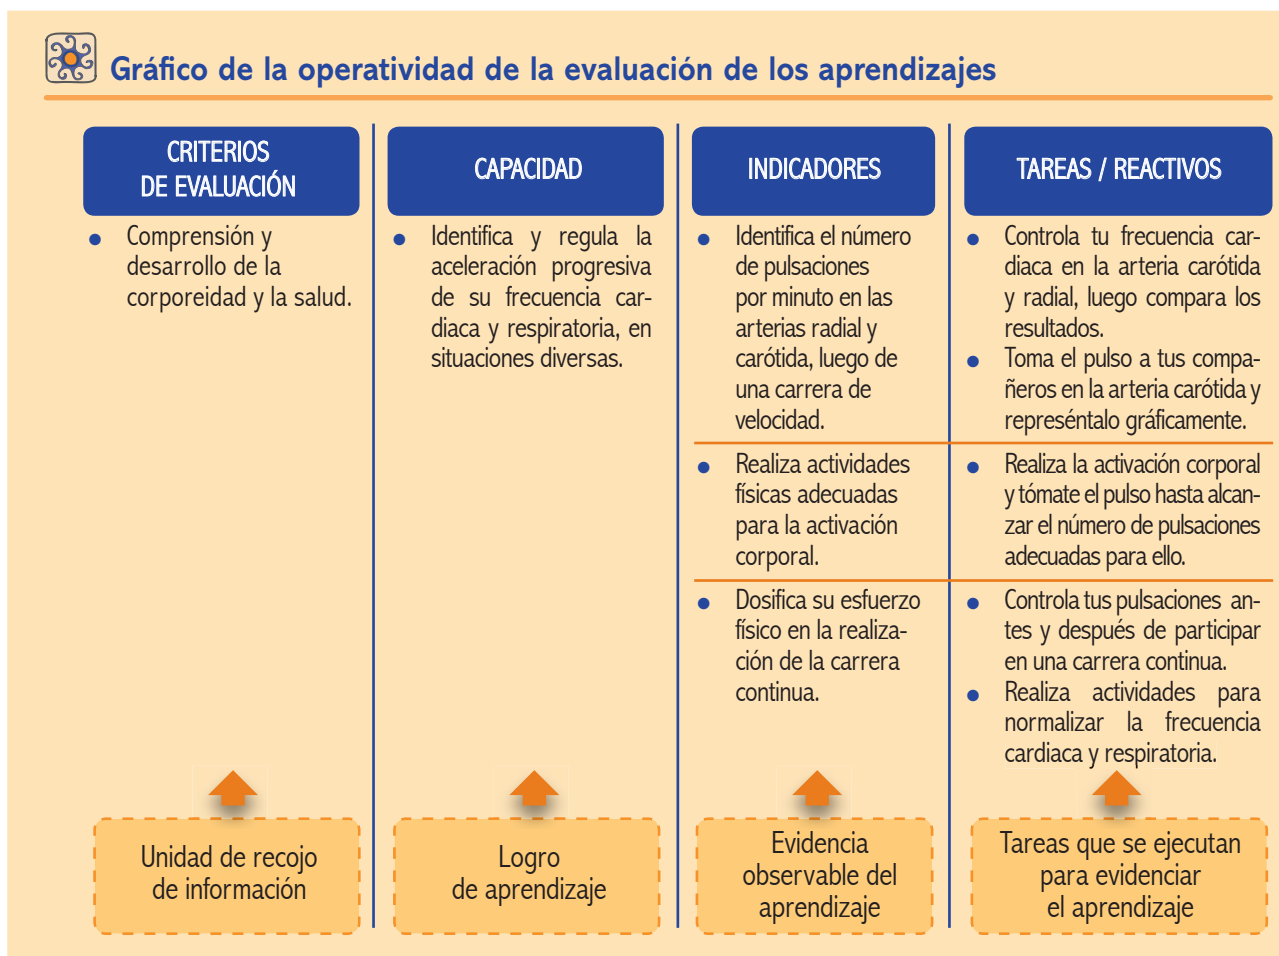 Gráfico de la operatividad de la evaluación de los aprendizajes
CRITERIOS
DE EVALUACIÓN
Comprensión y
desarrollo de la
corporeidad y la salud.
Unidad de recojo
de información
CAPACIDAD
Identifica y regula la
aceleración progresiva
de su frecuencia car-
diaca y respiratoria, en
situaciones diversas.
Logro
de aprendizaje
INDICADORES
Identifica el número
de pulsaciones
por minuto en las
arterias radial y
carótida, luego de
una carrera de
velocidad.
Realiza actividades
físicas adecuadas
para la activación
corporal.
Dosifica su esfuerzo
físico en la realiza-
ción de la carrera
continua.
Evidencia
observable del
aprendizaje
TAREAS / REACTIVOS
Controla tu frecuencia car-
diaca en la arteria carótida
y radial, luego compara los
resultados.
Toma el pulso a tus compa-
ñeros en la arteria carótida y
represéntalo gráficamente.
Realiza la activación corporal
y tómate el pulso hasta alcan-
zar el número de pulsaciones
adecuadas para ello.
Controla tus pulsaciones an-
tes y después de participar
en una carrera continua.
Realiza actividades para
normalizar la frecuencia
cardiaca y respiratoria.
Tareas que se ejecutan
para evidenciar
el aprendizaje